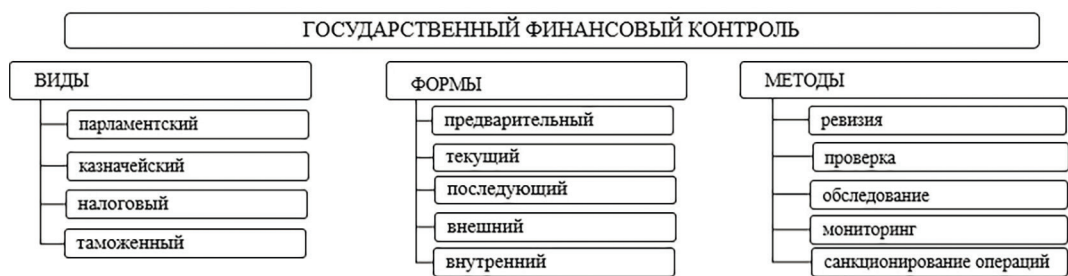 ГОСУДАРСТВЕННЫЙ ФИНАНСОВЫЙ КОНТРОЛЬ
ВИДЫ
парламентский
казначейский
налоговый
таможенный
ФОРМЫ
предварительный
текущий
последующий
внешний
внутренний
МЕТОДЫ
ревизия
проверка
обследование
мониторинг
санкционирование операций